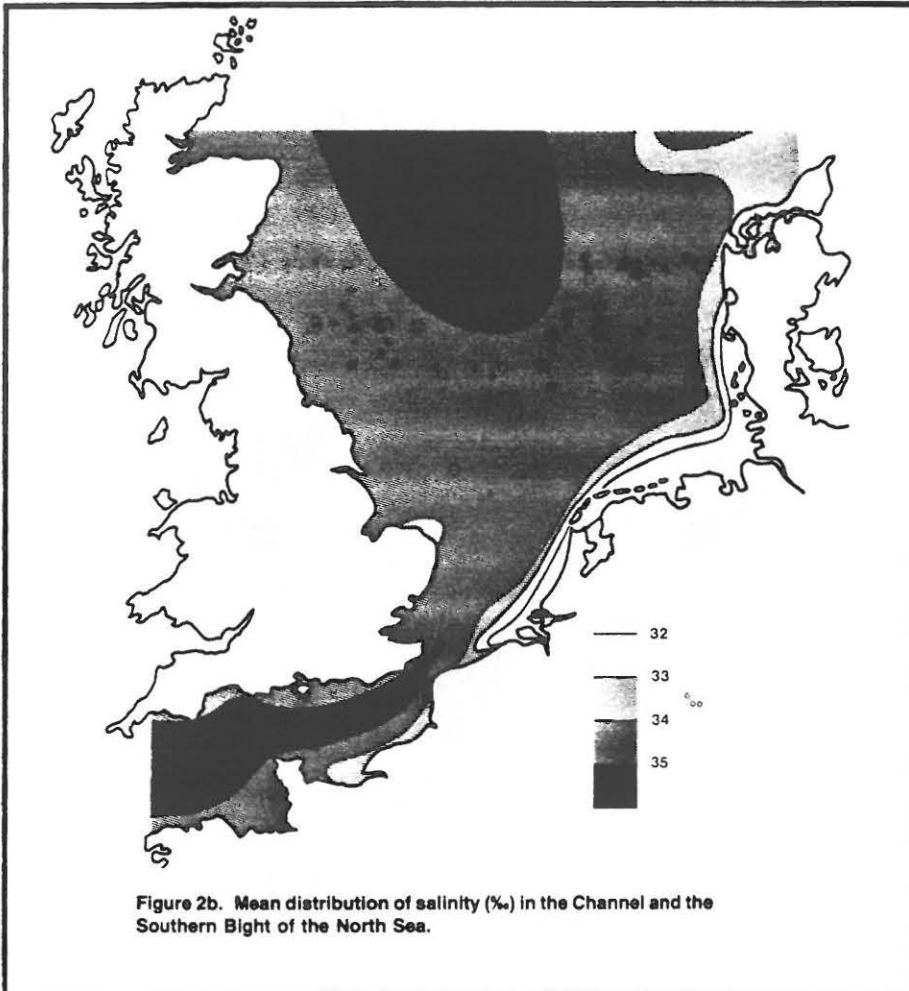 32
33
‰
34
35
Figure 2b. Mean distribution of salinity (‰) in the Channel and the
Southern Bight of the North Sea.